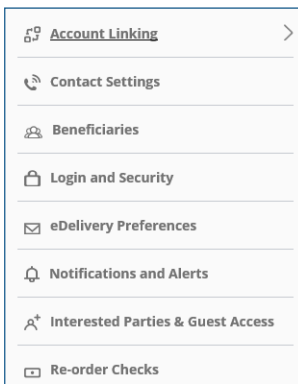 Account Linking
Contact Settings
Beneficiaries
Login and Security
eDelivery Preferences
Notifications and Alerts
Interested Parties & Guest Access
Re-order Checks